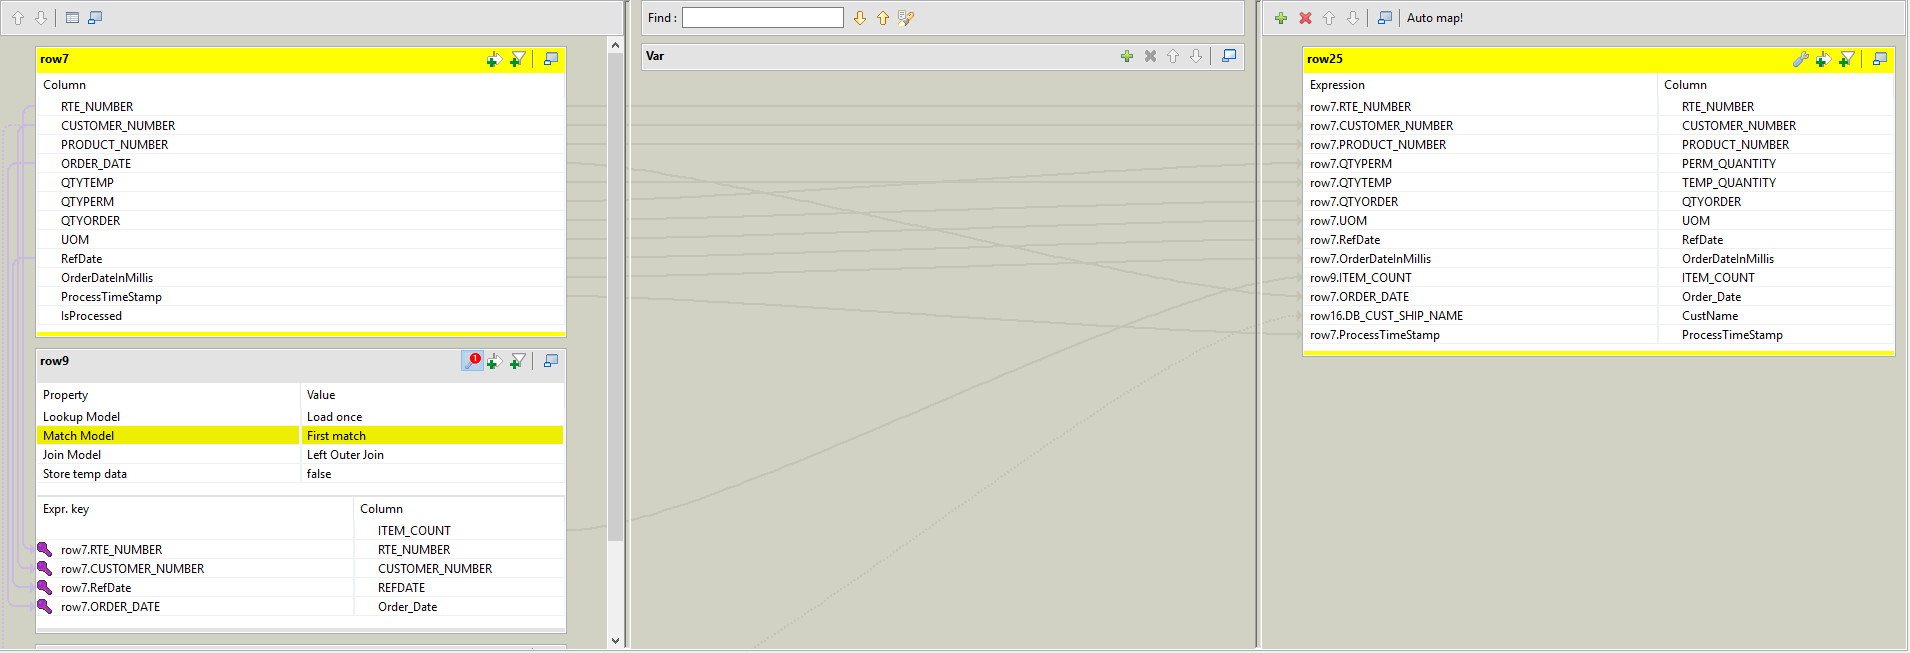 Find :
Auto map!
row7
Column
RTE_NUMBER
CUSTOMER_NUMBER
PRODUCT_NUMBER
ORDER_DATE
QTYTEMP
QTYPERM
QTYORDER
UOM
RefDate
OrderDateInMillis
ProcessTimeStamp
IsProcessed
row9
Property Value
Lookup Model Load once
Match Model First match
Join Model Left Outer Join
Store temp data false
Expr. key Column
ITEM_COUNT
row7.RTE_NUMBER RTE_NUMBER
row7.CUSTOMER_NUMBER CUSTOMER_NUMBER
row7.RefDate REFDATE
row7.ORDER_DATE Order_Date
Var
row25
Expression Column
row7.RTE_NUMBER RTE_NUMBER
row7.CUSTOMER_NUMBER CUSTOMER_NUMBER
row7.PRODUCT_NUMBER PRODUCT_NUMBER
row7.QTYPERM PERM_QUANTITY
row7.QTYTEMP TEMP_QUANTITY
row7.QTYORDER QTYORDER
row7.UOM UOM
row7.RefDate RefDate
row7.OrderDateInMillis OrderDateInMillis
row9.ITEM_COUNT ITEM_COUNT
row7.ORDER_DATE Order_Date
row16.DB_CUST_SHIP_NAME CustName
row7.ProcessTimeStamp ProcessTimeStamp